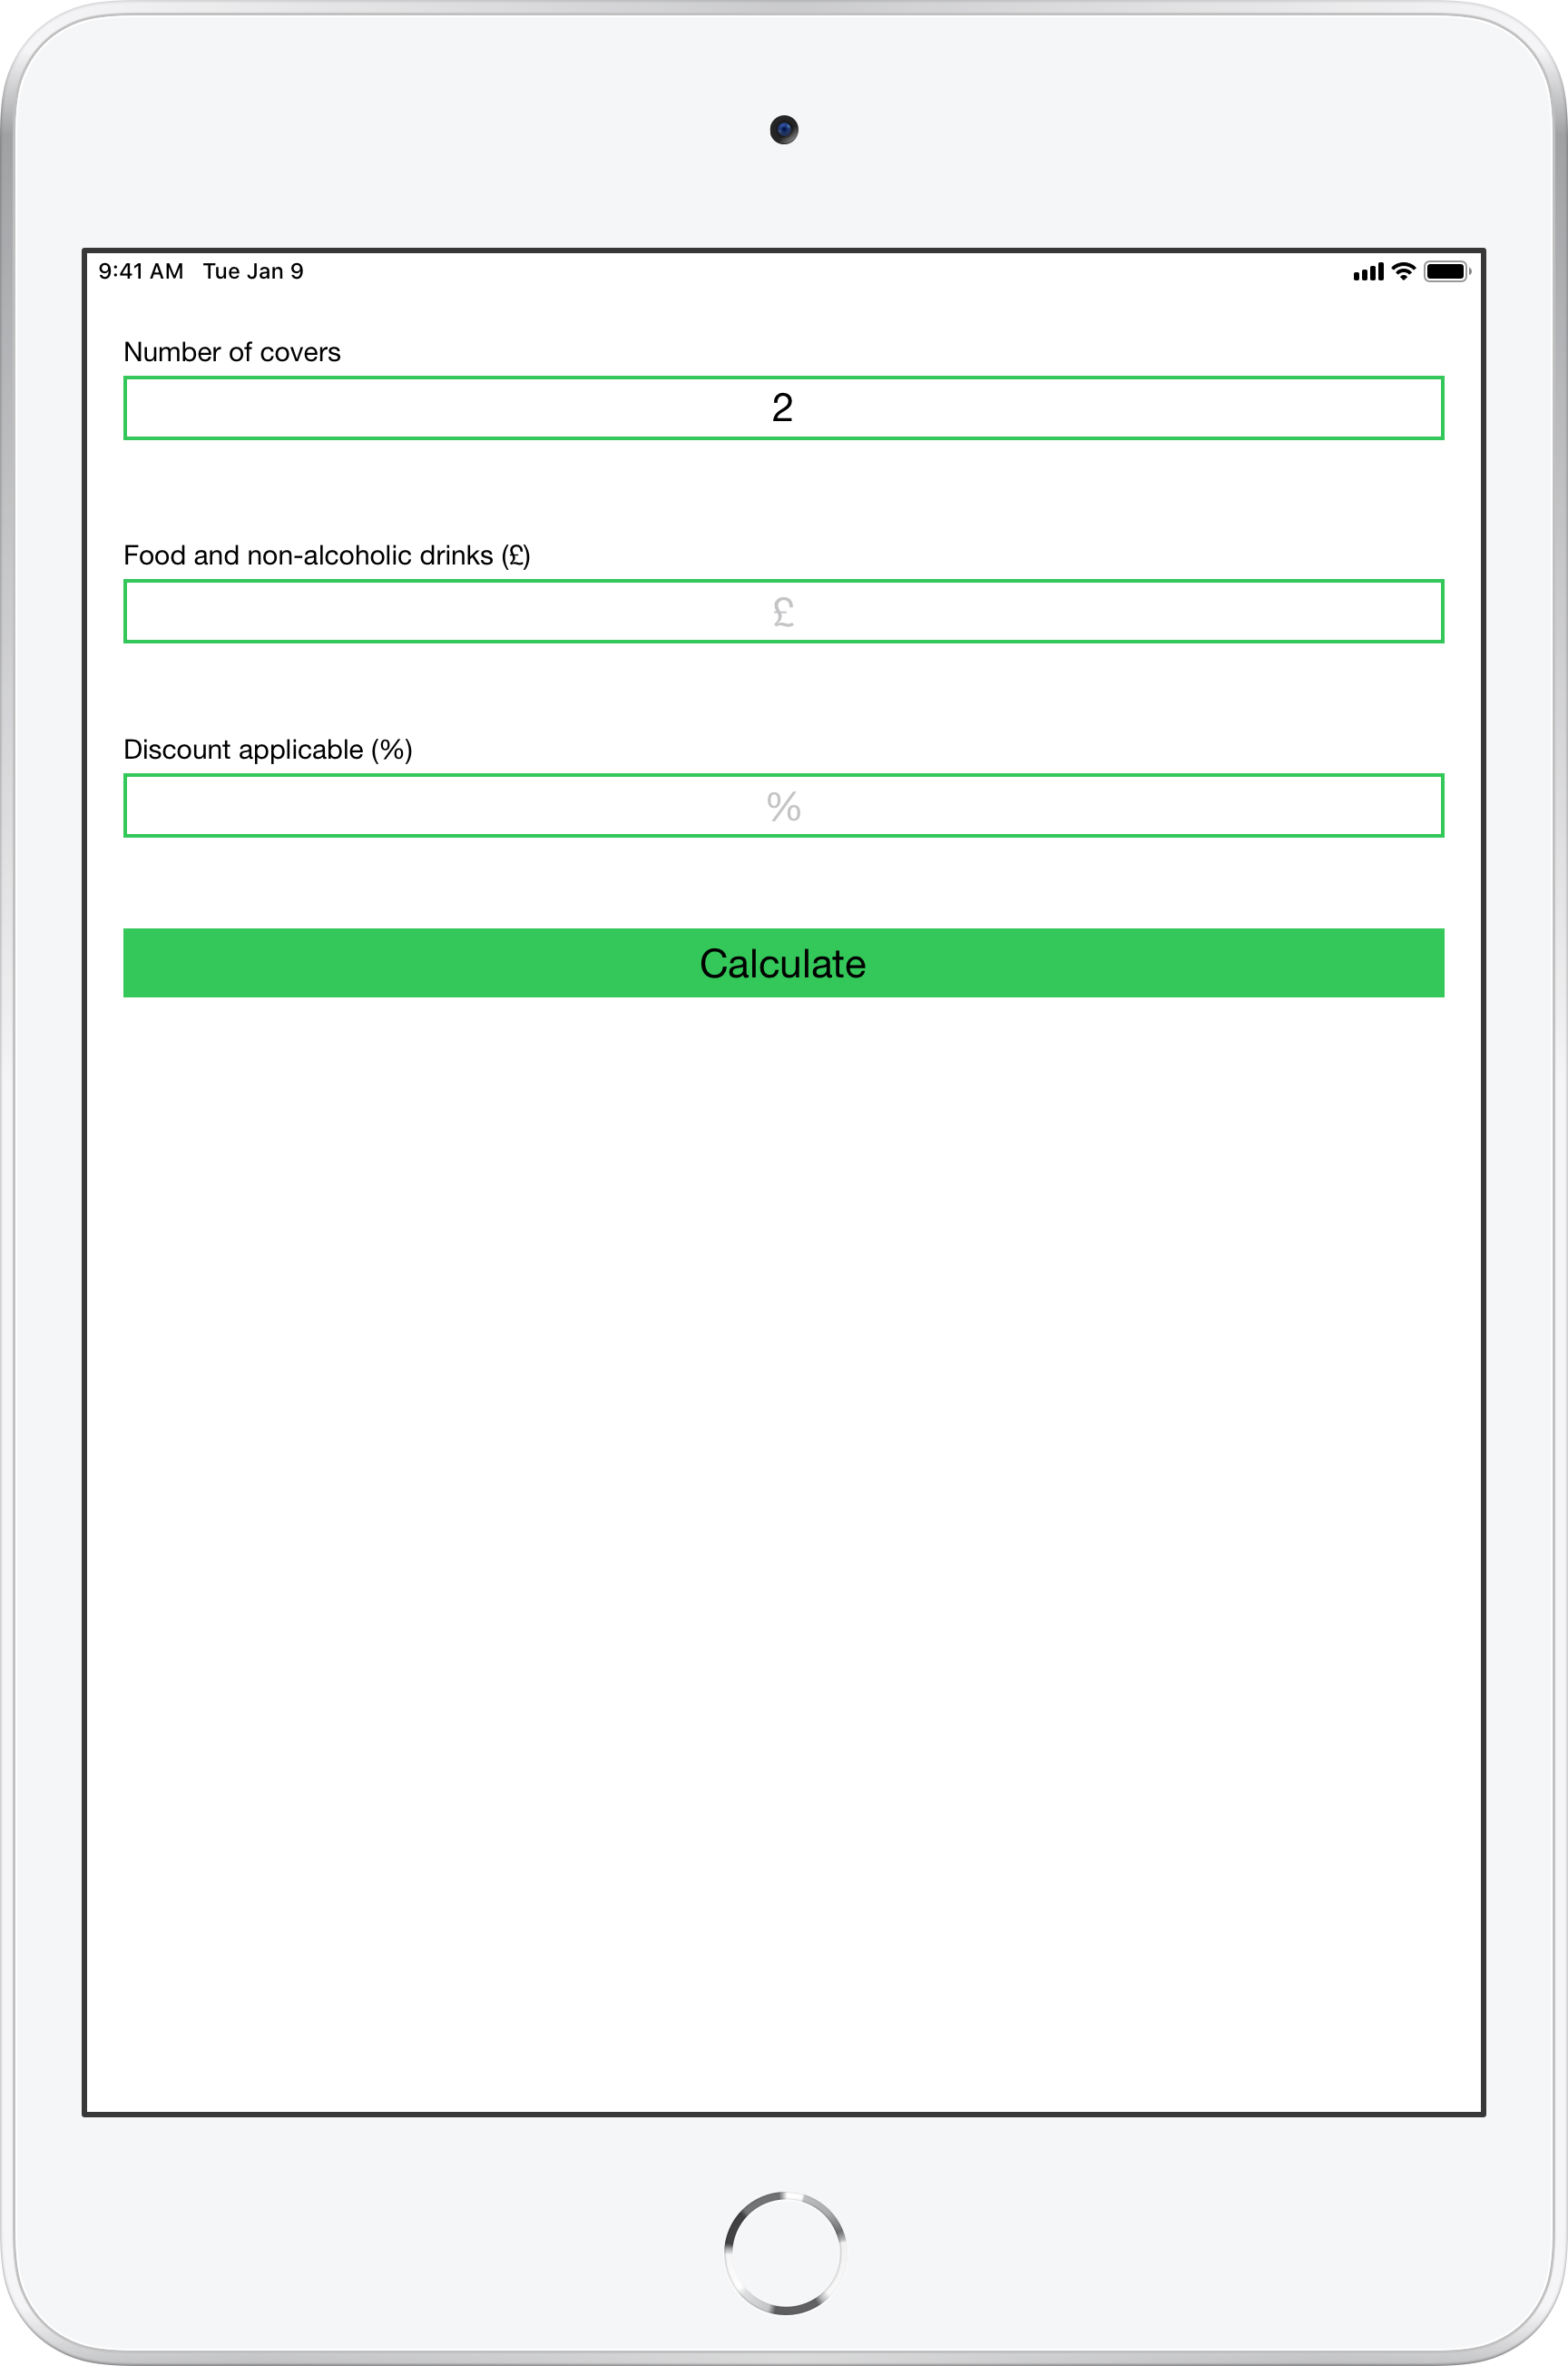 9:41 AM Tue Jan 9
Number of covers
2
Food and non-alcoholic drinks (£)
£
Discount applicable (%)
%
Calculate